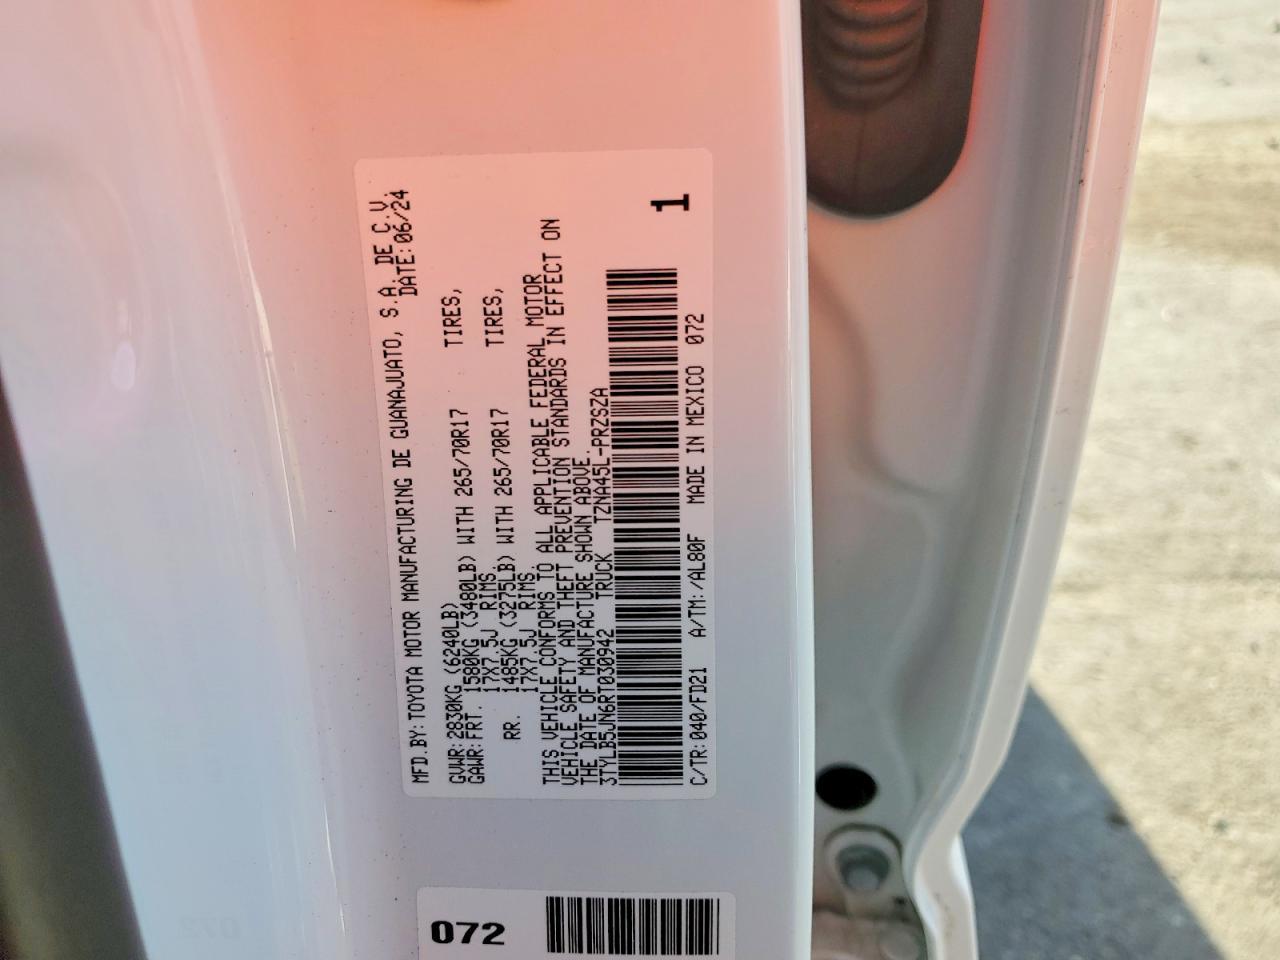 MFD.BY:TOYOTA MOTOR MANUFACTURING DE GUANAJUATO, S.A. DE C.V.
DATE:06/24
GVWR:2830KG (6240LB)
GAWR:FRT. 1580KG (3480LB) WITH 265/70R17 TIRES,
17X7.5J RIMS.
RR. 1485KG (3275LB) WITH 265/70R17 TIRES,
17X7.5J RIMS.
THIS VEHICLE CONFORMS TO ALL APPLICABLE FEDERAL MOTOR
VEHICLE SAFETY AND THEFT PREVENTION STANDARDS IN EFFECT ON
THE DATE OF MANUFACTURE SHOWN ABOVE.
3TYLB5JN6RT030942 TRUCK TZNA45L-PRZSZA
1
C/TR:040/FD21 A/TM:/AL80F MADE IN MEXICO 072
072